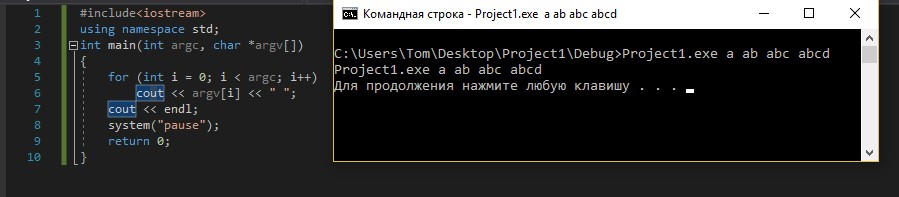 1 #include<iostream>
2 using namespace std;
3 int main(int argc, char *argv[])
4 {
5 for (int i = 0; i < argc; i++)
6 cout << argv[i] << " ";
7 cout << endl;
8 system("pause");
9 return 0;
10 }
Командная строка - Project1.exe a ab abc abcd
C:\Users\Tom\Desktop\Project1\Debug>Project1.exe a ab abc abcd
Project1.exe a ab abc abcd
Для продолжения нажмите любую клавишу . . .